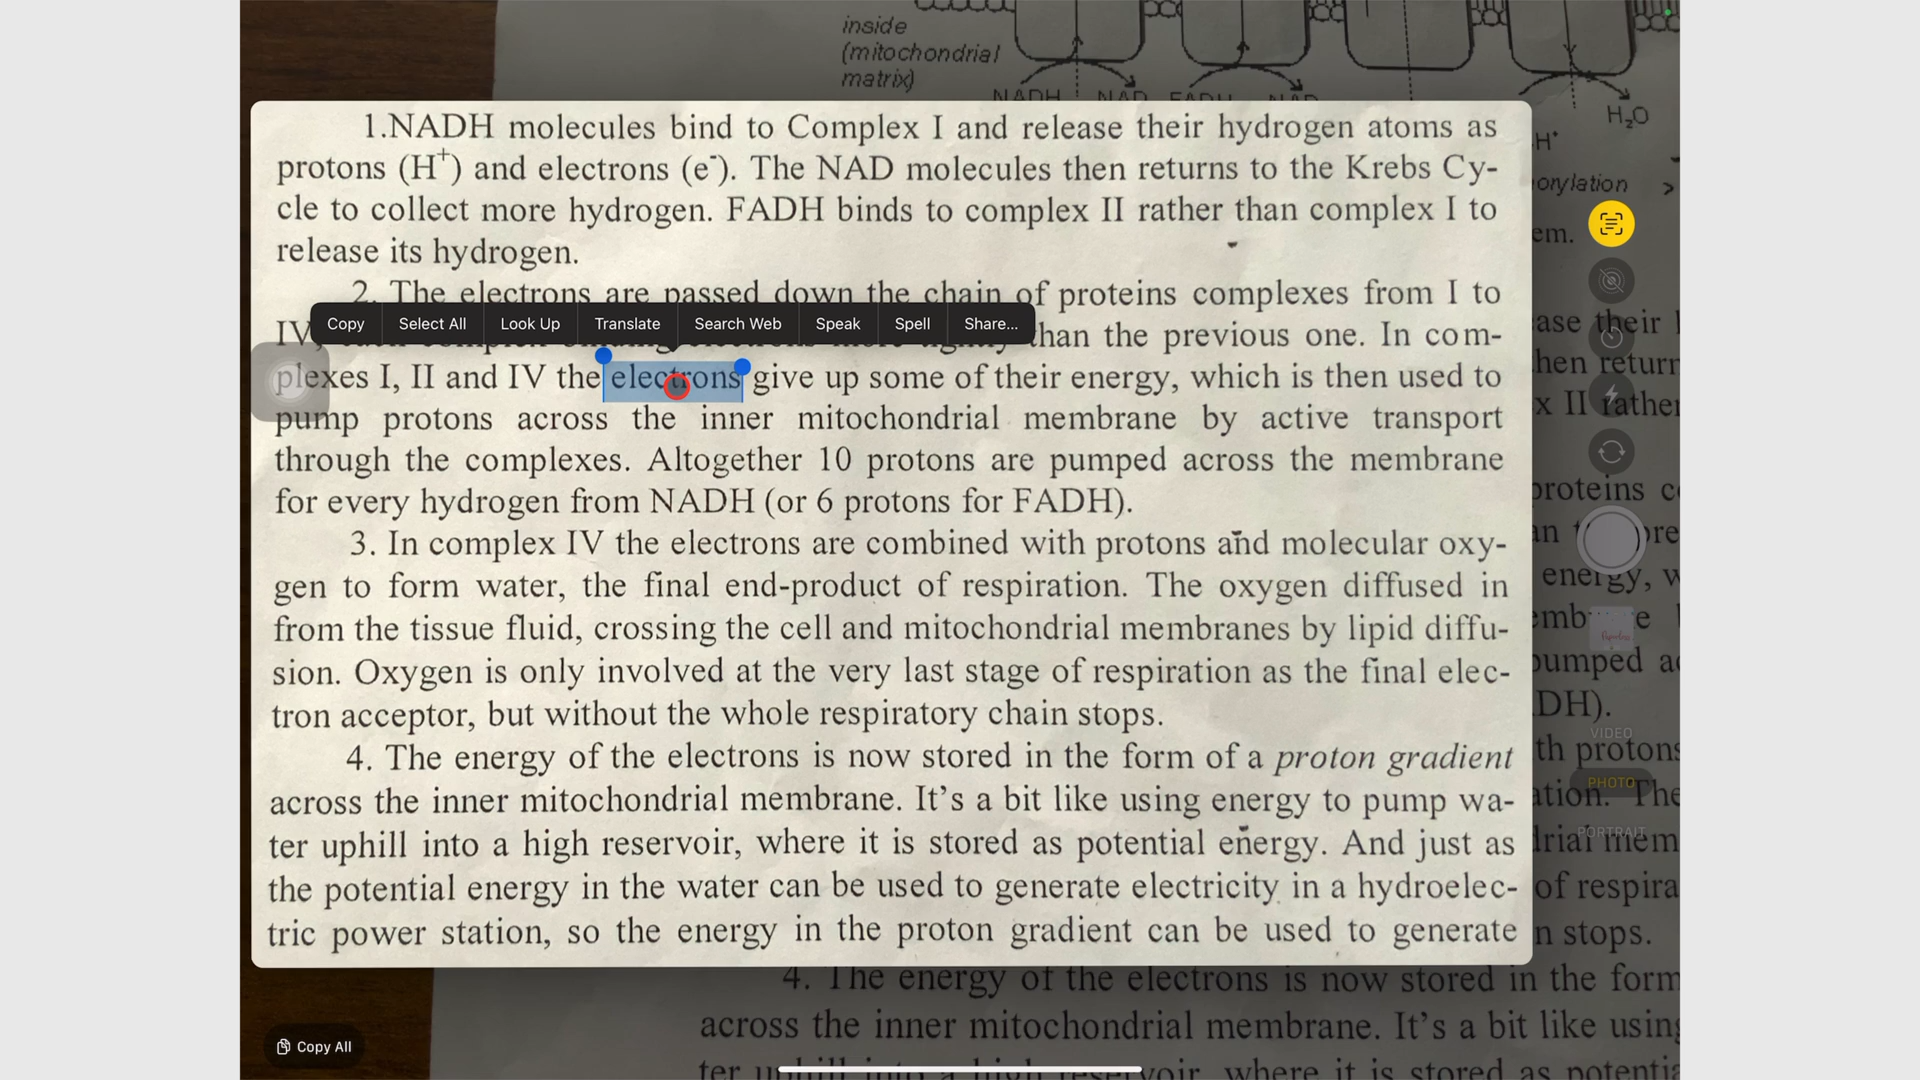 inside
(mitochondrial
matrix)
H₂O
H⁺
orylation >
em.
1.NADH molecules bind to Complex I and release their hydrogen atoms as
protons (H⁺) and electrons (e⁻). The NAD molecules then returns to the Krebs Cy-
cle to collect more hydrogen. FADH binds to complex II rather than complex I to
release its hydrogen.
2. The electrons are passed down the chain of proteins complexes from I to
IV,
than the previous one. In com-
Copy Select All Look Up Translate Search Web Speak Spell Share...
plexes I, II and IV the electrons give up some of their energy, which is then used to
pump protons across the inner mitochondrial membrane by active transport
through the complexes. Altogether 10 protons are pumped across the membrane
for every hydrogen from NADH (or 6 protons for FADH).
3. In complex IV the electrons are combined with protons and molecular oxy-
gen to form water, the final end-product of respiration. The oxygen diffused in
from the tissue fluid, crossing the cell and mitochondrial membranes by lipid diffu-
sion. Oxygen is only involved at the very last stage of respiration as the final elec-
tron acceptor, but without the whole respiratory chain stops.
4. The energy of the electrons is now stored in the form of a proton gradient
across the inner mitochondrial membrane. It's a bit like using energy to pump wa-
ter uphill into a high reservoir, where it is stored as potential energy. And just as
the potential energy in the water can be used to generate electricity in a hydroelec-
tric power station, so the energy in the proton gradient can be used to generate
ase their
hen return
x II rather
proteins
energy,
pumped
DH).
VIDEO
th protons
PHOTO
ation. The
PORTRAIT
drial mem
of respira
n stops.
4. The energy of the electrons is now stored in the form
across the inner mitochondrial membrane. It's a bit like using
where it is stored as potentia
Copy All